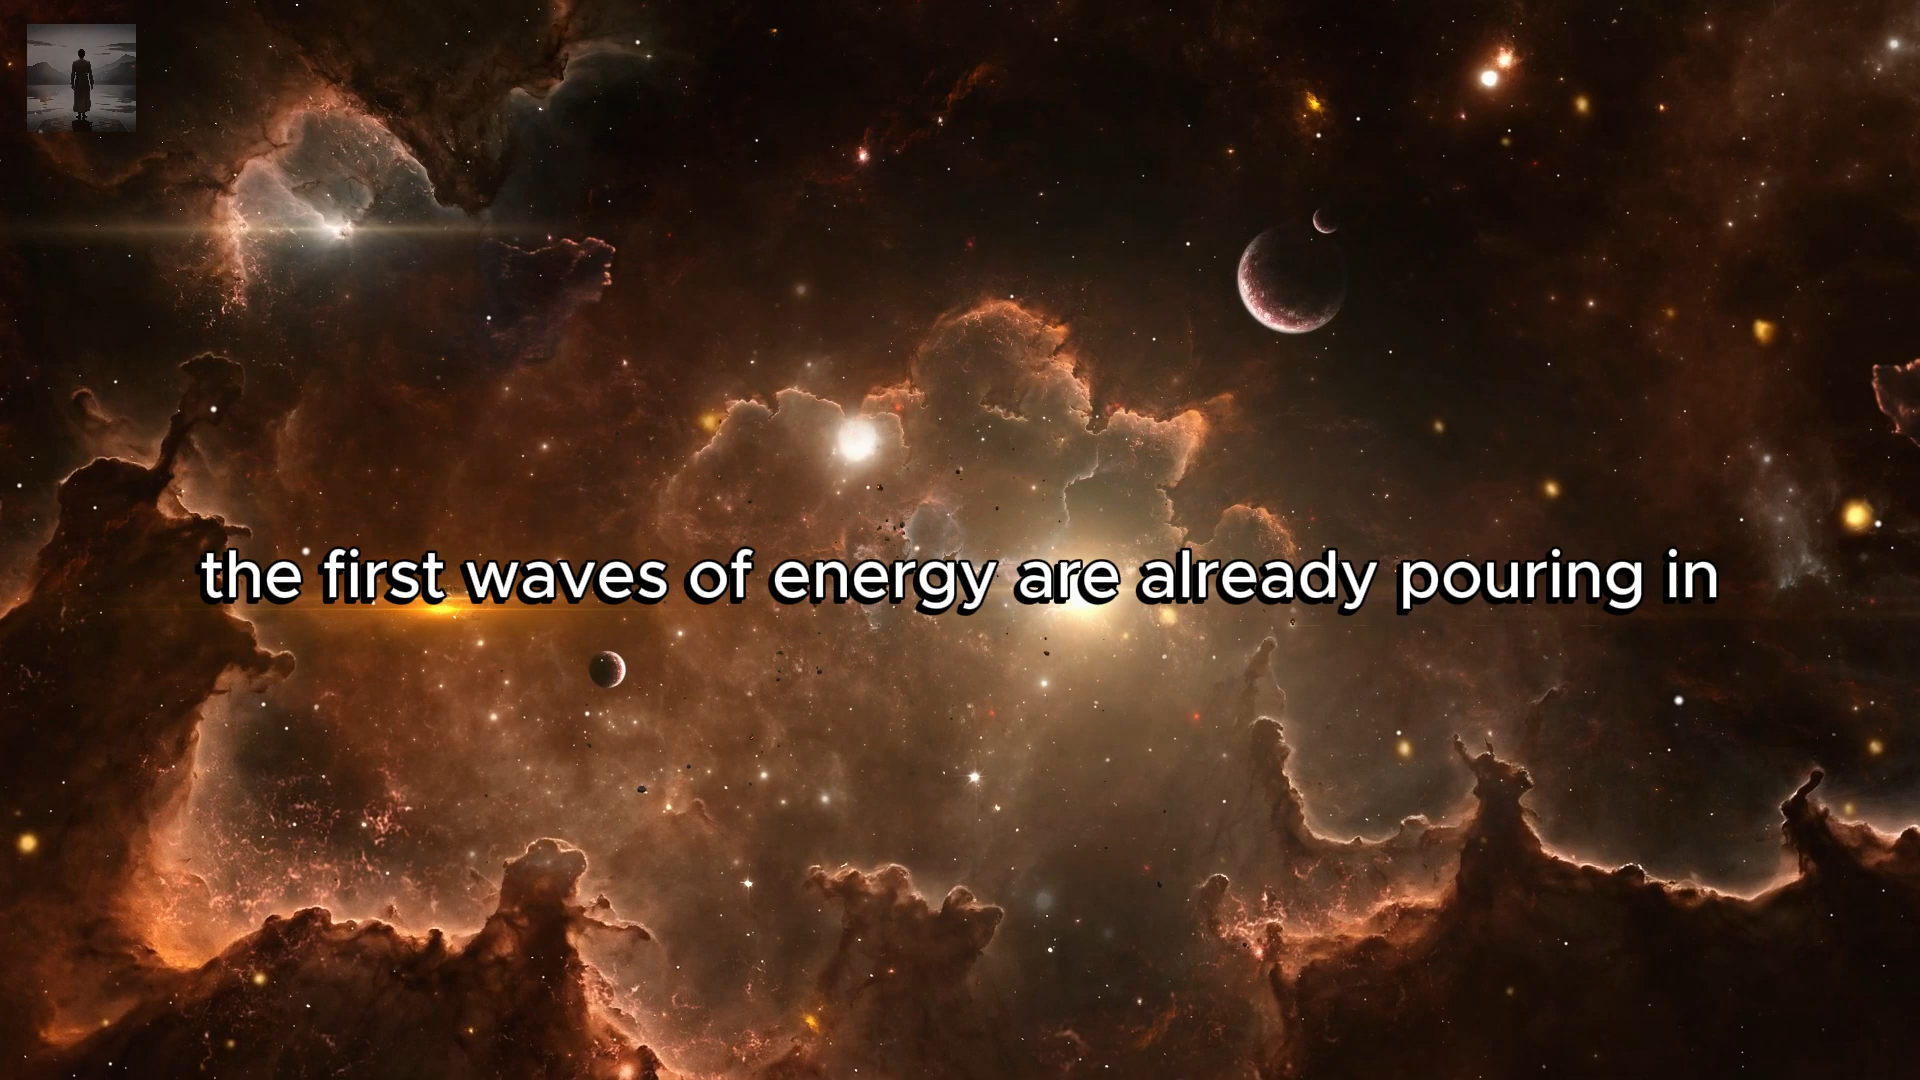 the first waves of energy are already pouring in